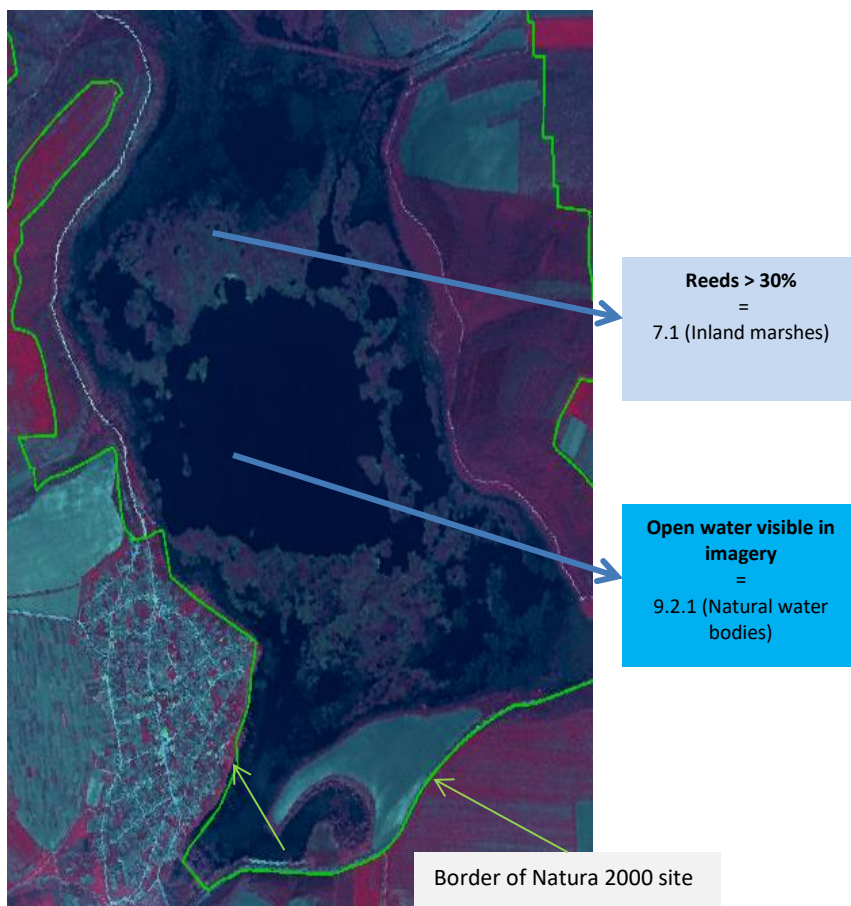 Reeds > 30%
=
7.1 (Inland marshes)
Open water visible in
imagery
=
9.2.1 (Natural water
bodies)
Border of Natura 2000 site